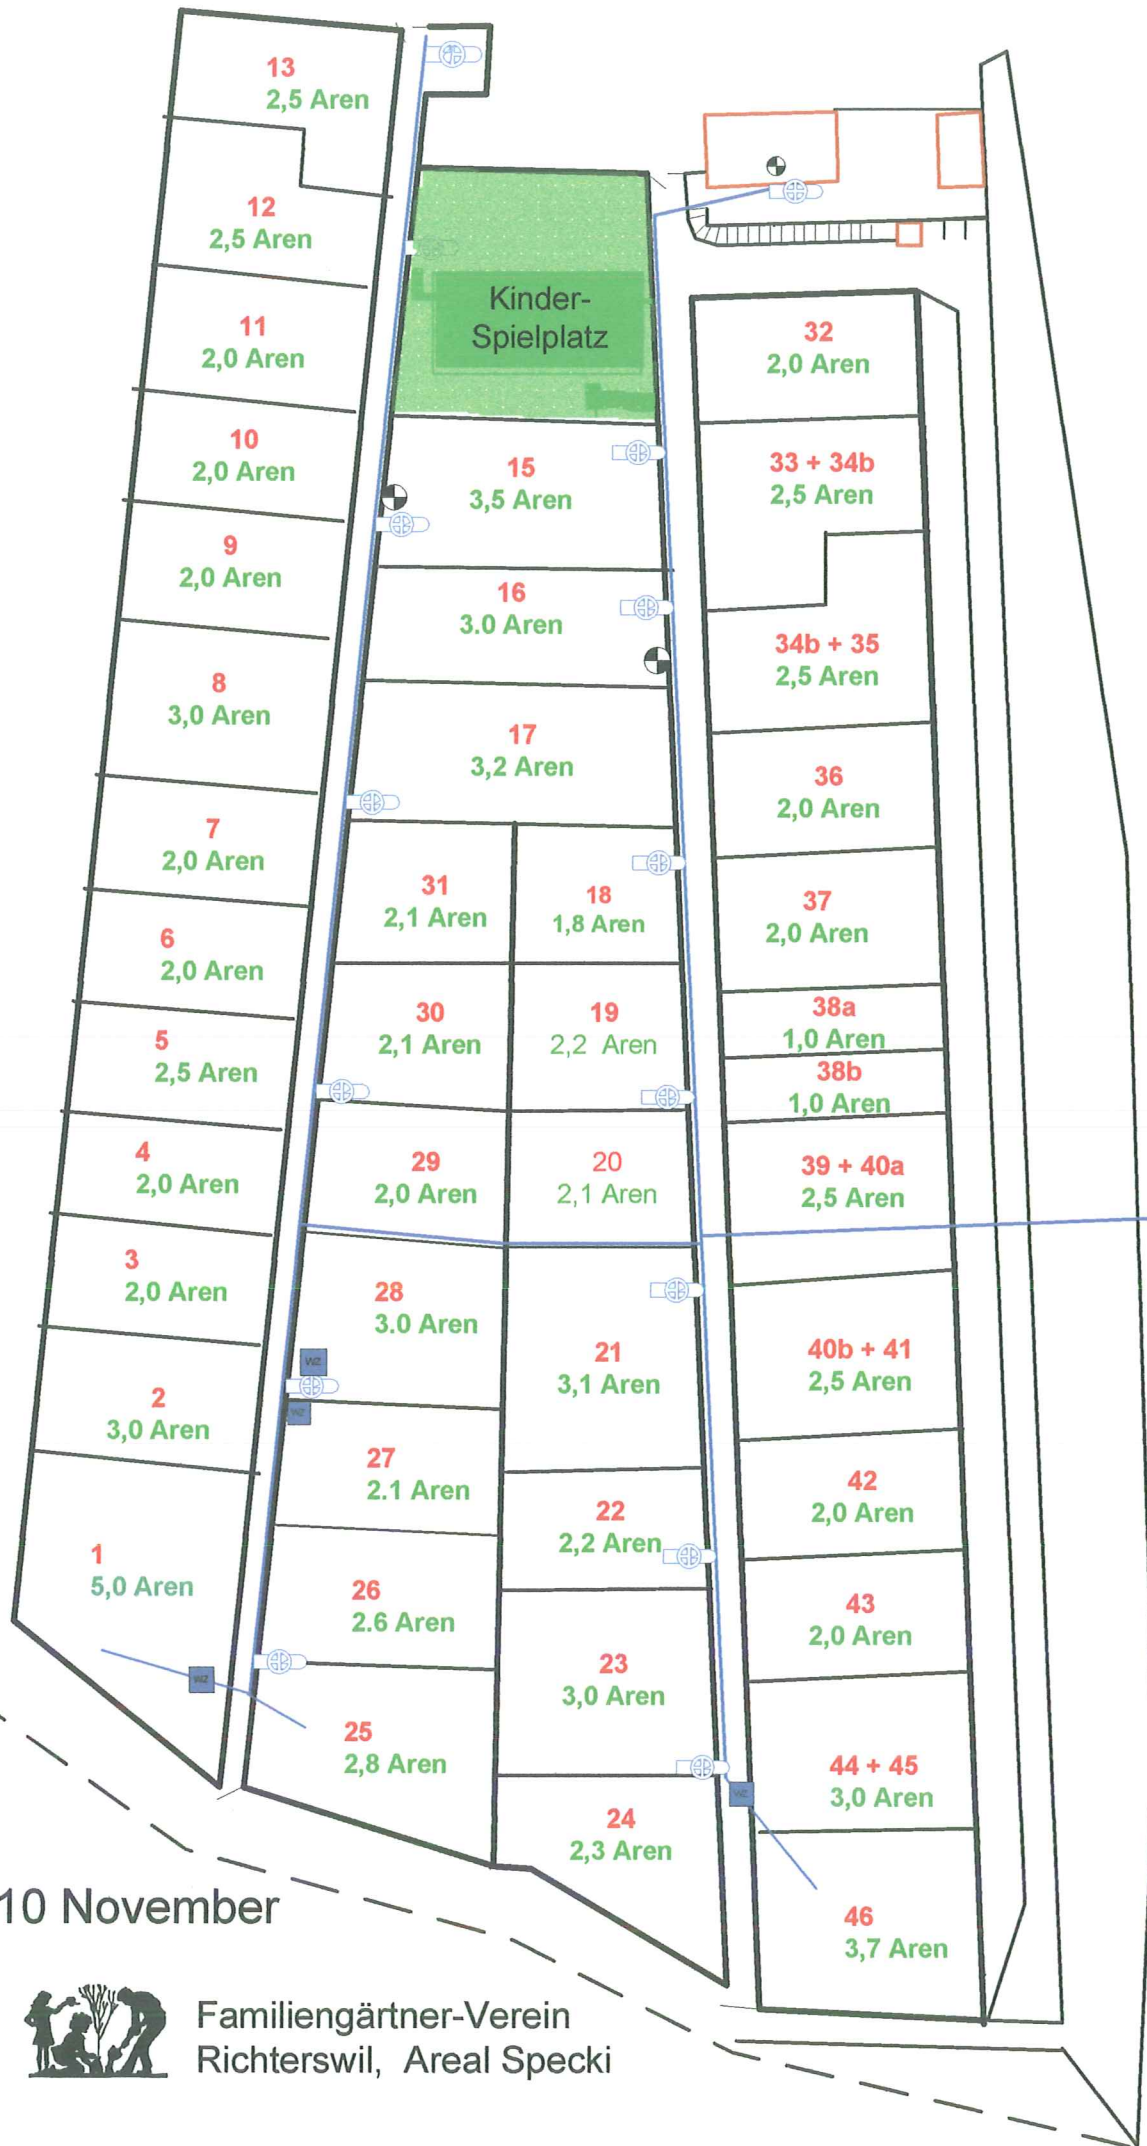 13
2,5 Aren
12
2,5 Aren
11
2,0 Aren
10
2,0 Aren
9
2,0 Aren
8
3,0 Aren
7
2,0 Aren
6
2,0 Aren
5
2,5 Aren
4
2,0 Aren
3
2,0 Aren
2
3,0 Aren
1
5,0 Aren
WZ
Kinder-
Spielplatz
15
3,5 Aren
16
3.0 Aren
17
3,2 Aren
31
2,1 Aren
18
1,8 Aren
30
2,1 Aren
19
2,2 Aren
29
2,0 Aren
20
2,1 Aren
28
3.0 Aren
WZ
WZ
21
3,1 Aren
27
2.1 Aren
22
2,2 Aren
26
2.6 Aren
23
3,0 Aren
25
2,8 Aren
24
2,3 Aren
WZ
32
2,0 Aren
33 + 34b
2,5 Aren
34b + 35
2,5 Aren
36
2,0 Aren
37
2,0 Aren
38a
1,0 Aren
38b
1,0 Aren
39 + 40a
2,5 Aren
40b + 41
2,5 Aren
42
2,0 Aren
43
2,0 Aren
44 + 45
3,0 Aren
46
3,7 Aren
10 November
Familiengärtner-Verein
Richterswil, Areal Specki